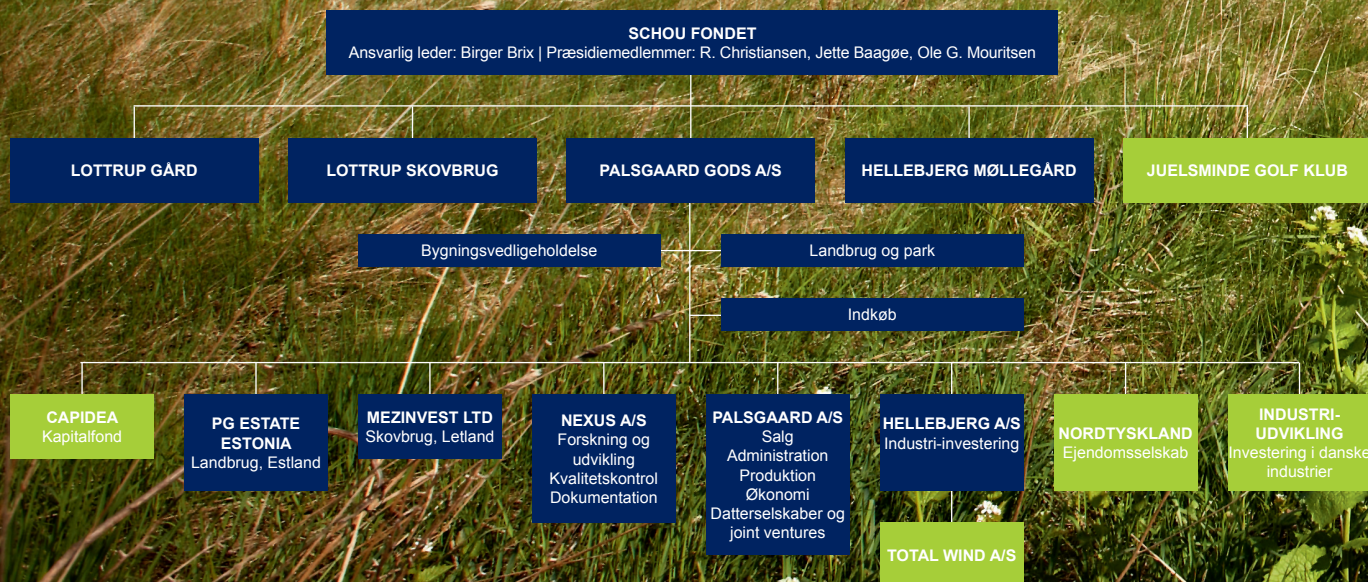 SCHOU FONDET
Ansvarlig leder: Birger Brix | Præsidiemedlemmer: R. Christiansen, Jette Baagøe, Ole G. Mouritsen
LOTTRUP GÅRD
LOTTRUP SKOVBRUG
PALSGAARD GODS A/S
HELLEBJERG MØLLEGÅRD
JUELSMINDE GOLF KLUB
Bygningsvedligeholdelse
Landbrug og park
Indkøb
CAPIDEA
Kapitalfond
PG ESTATE
ESTONIA
Landbrug, Estland
MEZINVEST LTD
Skovbrug, Letland
NEXUS A/S
Forskning og
udvikling
Kvalitetskontrol
Dokumentation
PALSGAARD A/S
Salg
Administration
Produktion
Økonomi
Datterselskaber og
joint ventures
HELLEBJERG A/S
Industri-investering
TOTAL WIND A/S
NORDTYSKLAND
Ejendomsselskab
INDUSTRI-
UDVIKLING
Investering i danske
industrier